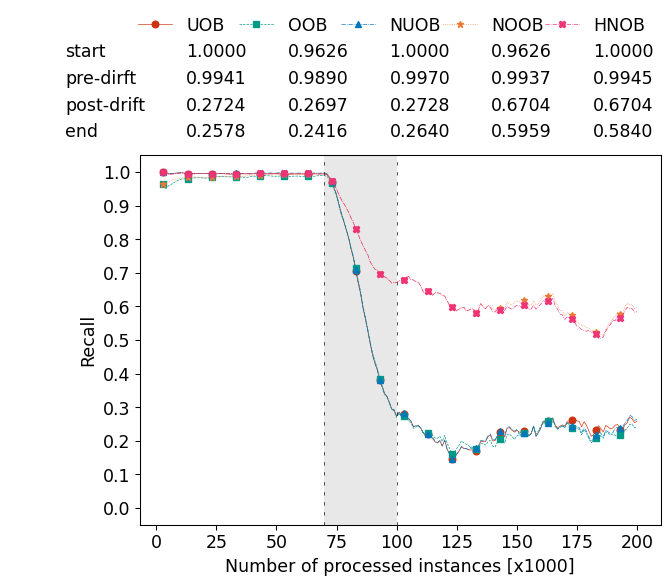 UOB OOB NUOB NOOB HNOB
start 1.0000 0.9626 1.0000 0.9626 1.0000
pre-dirft 0.9941 0.9890 0.9970 0.9937 0.9945
post-drift 0.2724 0.2697 0.2728 0.6704 0.6704
end 0.2578 0.2416 0.2640 0.5959 0.5840
1.0
0.9
0.8
0.7
0.6
0.5
0.4
0.3
0.2
0.1
0.0
Recall
0 25 50 75 100 125 150 175 200
Number of processed instances [x1000]